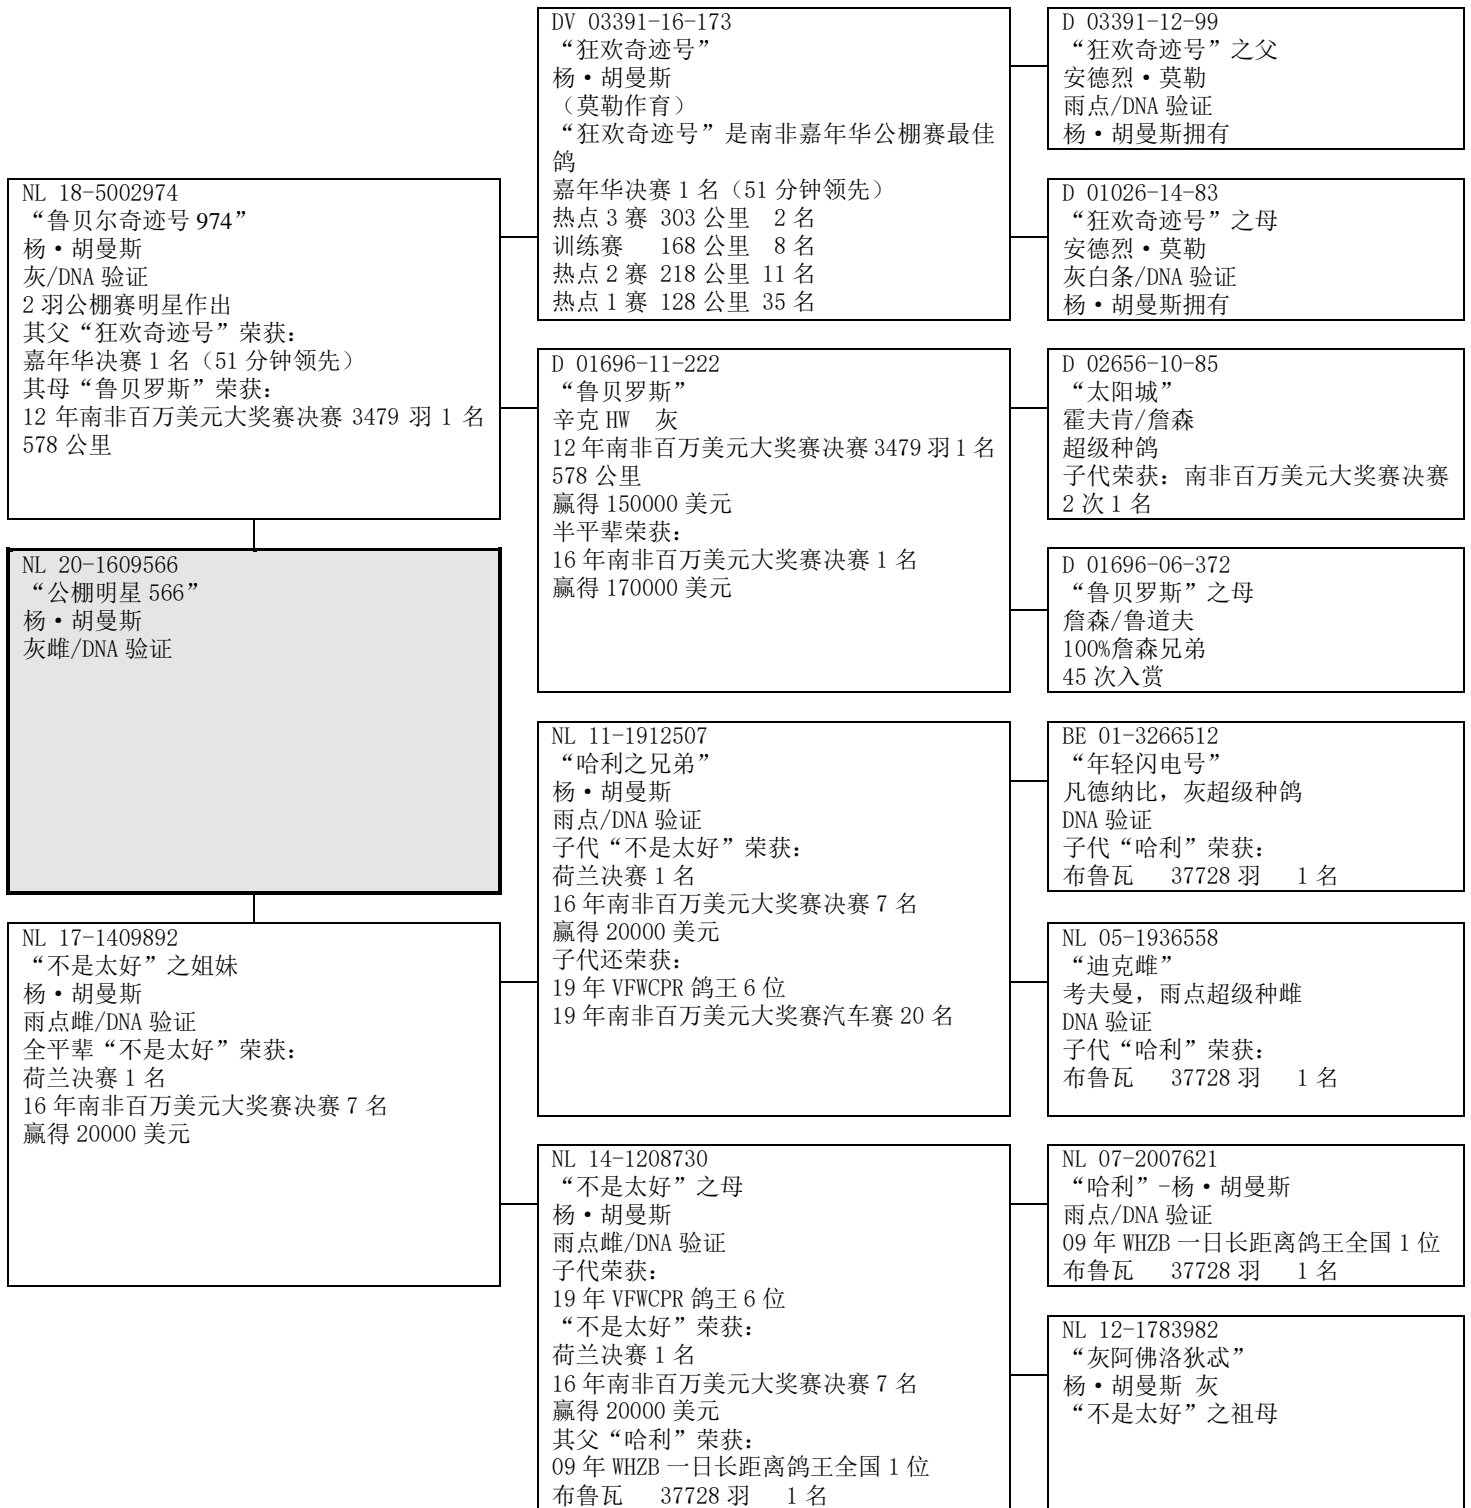 NL 18-5002974
“鲁贝尔奇迹号 974”
杨·胡曼斯
灰/DNA 验证
2 羽公棚赛明星作出
其父“狂欢奇迹号”荣获：
嘉年华决赛 1 名（51 分钟领先）
其母“鲁贝罗斯”荣获：
12 年南非百万美元大奖赛决赛 3479 羽 1 名
578 公里
NL 20-1609566
“公棚明星 566”
杨·胡曼斯
灰雌/DNA 验证
NL 17-1409892
“不是太好”之姐妹
杨·胡曼斯
雨点雌/DNA 验证
全平辈“不是太好”荣获：
荷兰决赛 1 名
16 年南非百万美元大奖赛决赛 7 名
赢得 20000 美元
DV 03391-16-173
“狂欢奇迹号”
杨·胡曼斯
（莫勒作育）
“狂欢奇迹号”是南非嘉年华公棚赛最佳
鸽
嘉年华决赛 1 名（51 分钟领先）
热点 3 赛 303 公里 2 名
训练赛 168 公里 8 名
热点 2 赛 218 公里 11 名
热点 1 赛 128 公里 35 名
D 01696-11-222
“鲁贝罗斯”
辛克 HW 灰
12 年南非百万美元大奖赛决赛 3479 羽 1 名
578 公里
赢得 150000 美元
半平辈荣获：
16 年南非百万美元大奖赛决赛 1 名
赢得 170000 美元
NL 11-1912507
“哈利之兄弟”
杨·胡曼斯
雨点/DNA 验证
子代“不是太好”荣获：
荷兰决赛 1 名
16 年南非百万美元大奖赛决赛 7 名
赢得 20000 美元
子代还荣获：
19 年 VFWCPR 鸽王 6 位
19 年南非百万美元大奖赛汽车赛 20 名
NL 14-1208730
“不是太好”之母
杨·胡曼斯
雨点雌/DNA 验证
子代荣获：
19 年 VFWCPR 鸽王 6 位
“不是太好”荣获：
荷兰决赛 1 名
16 年南非百万美元大奖赛决赛 7 名
赢得 20000 美元
其父“哈利”荣获：
09 年 WHZB 一日长距离鸽王全国 1 位
布鲁瓦 37728 羽 1 名
D 03391-12-99
“狂欢奇迹号”之父
安德烈·莫勒
雨点/DNA 验证
杨·胡曼斯拥有
D 01026-14-83
“狂欢奇迹号”之母
安德烈·莫勒
灰白条/DNA 验证
杨·胡曼斯拥有
D 02656-10-85
“太阳城”
霍夫肯/詹森
超级种鸽
子代荣获：南非百万美元大奖赛决赛
2 次 1 名
D 01696-06-372
“鲁贝罗斯”之母
詹森/鲁道夫
100%詹森兄弟
45 次入赏
BE 01-3266512
“年轻闪电号”
凡德纳比，灰超级种鸽
DNA 验证
子代“哈利”荣获：
布鲁瓦 37728 羽 1 名
NL 05-1936558
“迪克雌”
考夫曼，雨点超级种雌
DNA 验证
子代“哈利”荣获：
布鲁瓦 37728 羽 1 名
NL 07-2007621
“哈利”-杨·胡曼斯
雨点/DNA 验证
09 年 WHZB 一日长距离鸽王全国 1 位
布鲁瓦 37728 羽 1 名
NL 12-1783982
“灰阿佛洛狄忒”
杨·胡曼斯 灰
“不是太好”之祖母